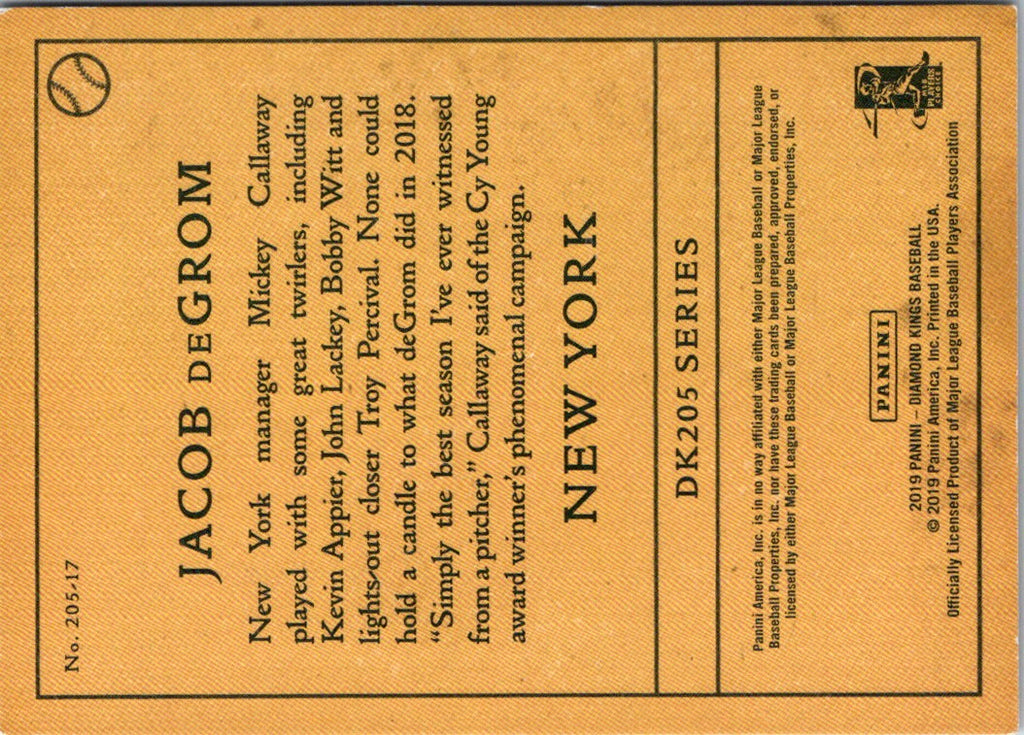 No. 205-17
JACOB DEGROM
New York manager Mickey Callaway
played with some great twirlers, including
Kevin Appier, John Lackey, Bobby Witt and
lights-out closer Troy Percival. None could
hold a candle to what deGrom did in 2018.
“Simply the best season I've ever witnessed
from a pitcher,” Callaway said of the Cy Young
award winner's phenomenal campaign.
NEW YORK
DK205 SERIES
Panini America, Inc. is in no way affiliated with either Major League Baseball or Major League
Baseball Properties, Inc. nor have these trading cards been prepared, approved, endorsed, or
licensed by either Major League Baseball or Major League Baseball Properties, Inc.
PANINI
MLB
PLAYERS
CHOICE
2019 PANINI – DIAMOND KINGS BASEBALL
© 2019 Panini America, Inc. Printed in the USA.
Officially Licensed Product of Major League Baseball Players Association